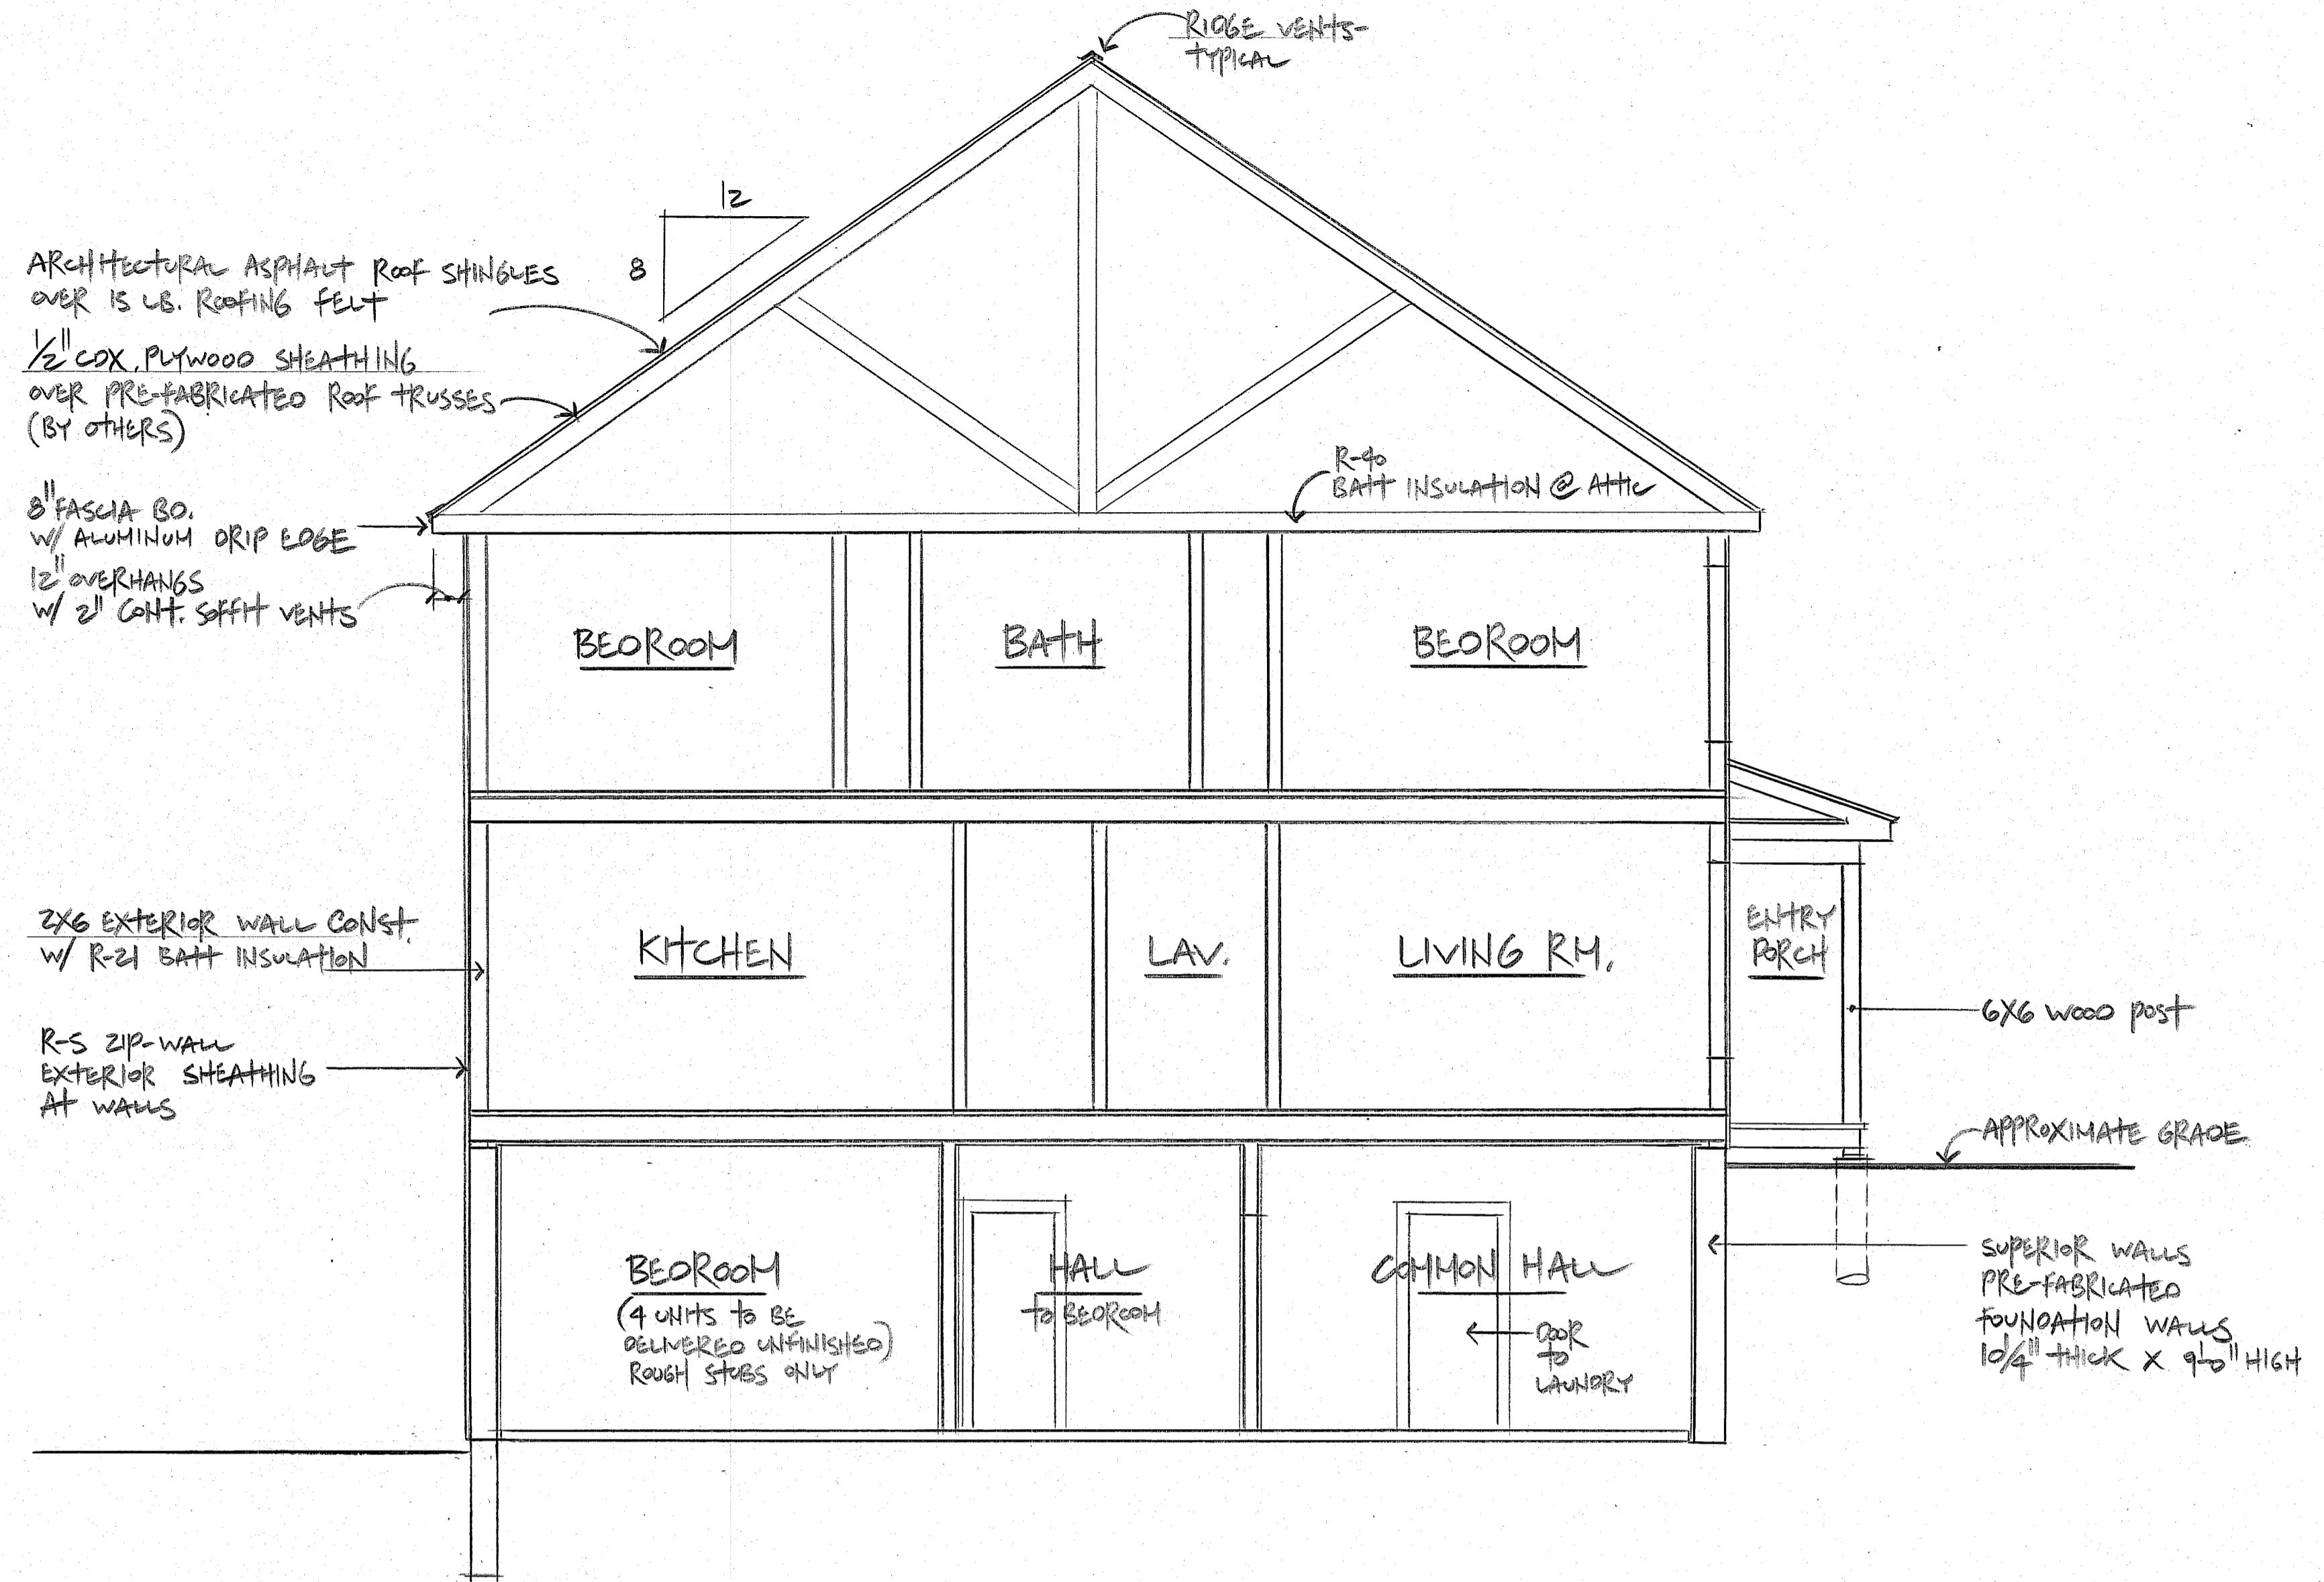 RIDGE VENTS-
TYPICAL
12
8
ARCHITECTURAL ASPHALT ROOF SHINGLES
OVER 15 LB. ROOFING FELT
1/2" CDX PLYWOOD SHEATHING
OVER PRE-FABRICATED ROOF TRUSSES
(BY OTHERS)
R-40
BATT INSULATION @ ATTIC
8" FASCIA BD.
W/ ALUMINUM DRIP EDGE
12" OVERHANGS
W/ 2" CONT. SOFFIT VENTS
BEDROOM
BATH
BEDROOM
2X6 EXTERIOR WALL CONST.
W/ R-21 BATT INSULATION
KITCHEN
LAV.
LIVING RM.
ENTRY
PORCH
6X6 WOOD POST
R-5 ZIP-WALL
EXTERIOR SHEATHING
AT WALLS
APPROXIMATE GRADE
BEDROOM
(4 UNITS TO BE
DELIVERED UNFINISHED)
ROUGH STUBS ONLY
HALL
TO BEDROOM
COMMON HALL
DOOR
TO
LAUNDRY
SUPERIOR WALLS
PRE-FABRICATED
FOUNDATION WALLS
10 1/4" THICK X 9'-0" HIGH